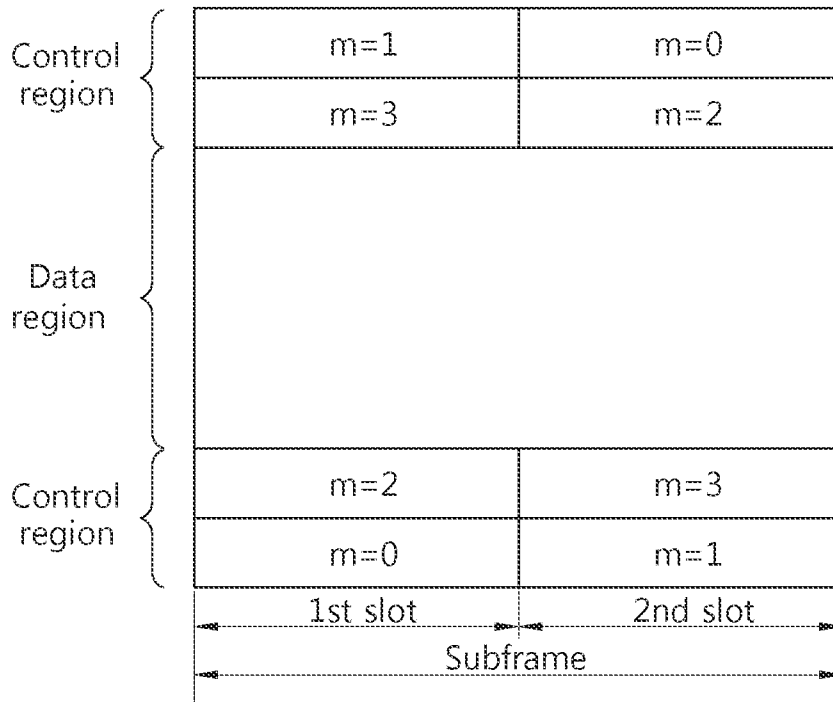 Control
region
m=1
m=0
m=3
m=2
Data
region
Control
region
m=2
m=3
m=0
m=1
1st slot
2nd slot
Subframe